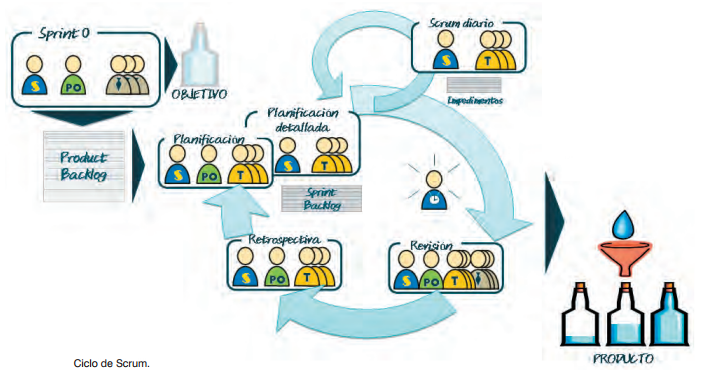 Sprint 0
S
PO
OBJETIVO
Product
Backlog
Planificación
S
PO
T
Planificación
detallada
S
T
Sprint
Backlog
Scrum diario
S
T
Impedimentos
Retrospectiva
S
PO
T
Revisión
S
PO
T
PRODUCTO
Ciclo de Scrum.